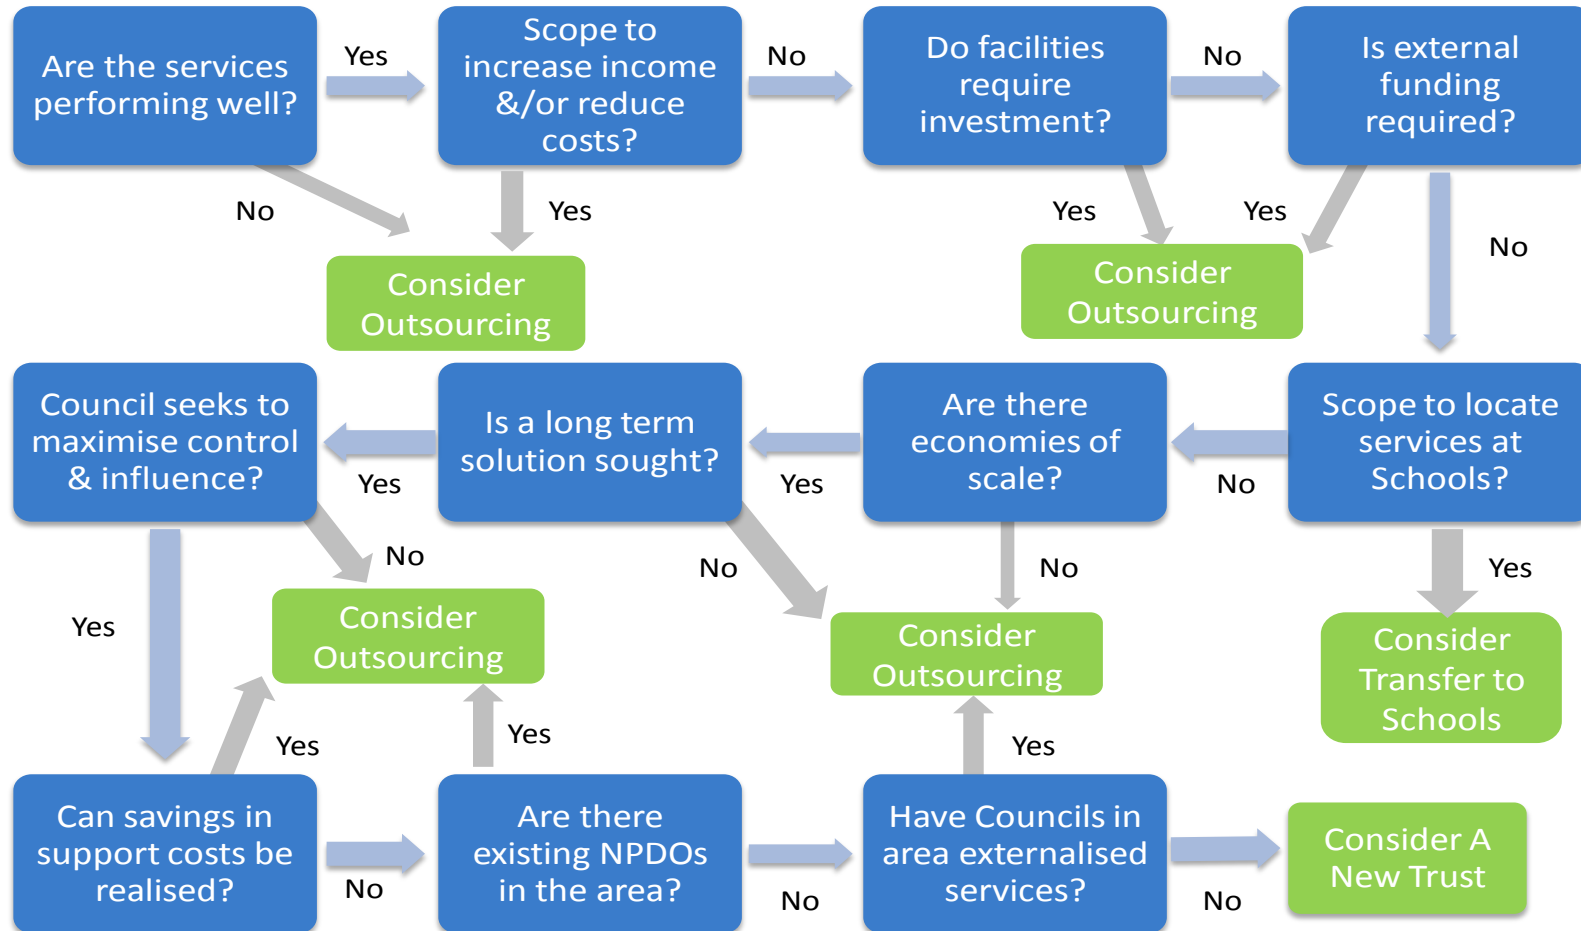 Are the services
performing well?
Yes
Scope to
increase income
&/or reduce
costs?
No
Do facilities
require
investment?
No
Is external
funding
required?
No
Yes
Yes
Yes
No
Consider
Outsourcing
Consider
Outsourcing
Council seeks to
maximise control
& influence?
Yes
Is a long term
solution sought?
Yes
Are there
economies of
scale?
No
Scope to locate
services at
Schools?
No
No
No
Yes
Yes
Consider
Outsourcing
Consider
Outsourcing
Consider
Transfer to
Schools
Yes
Yes
Yes
Can savings in
support costs be
realised?
No
Are there
existing NPDOs
in the area?
No
Have Councils in
area externalised
services?
No
Consider A
New Trust